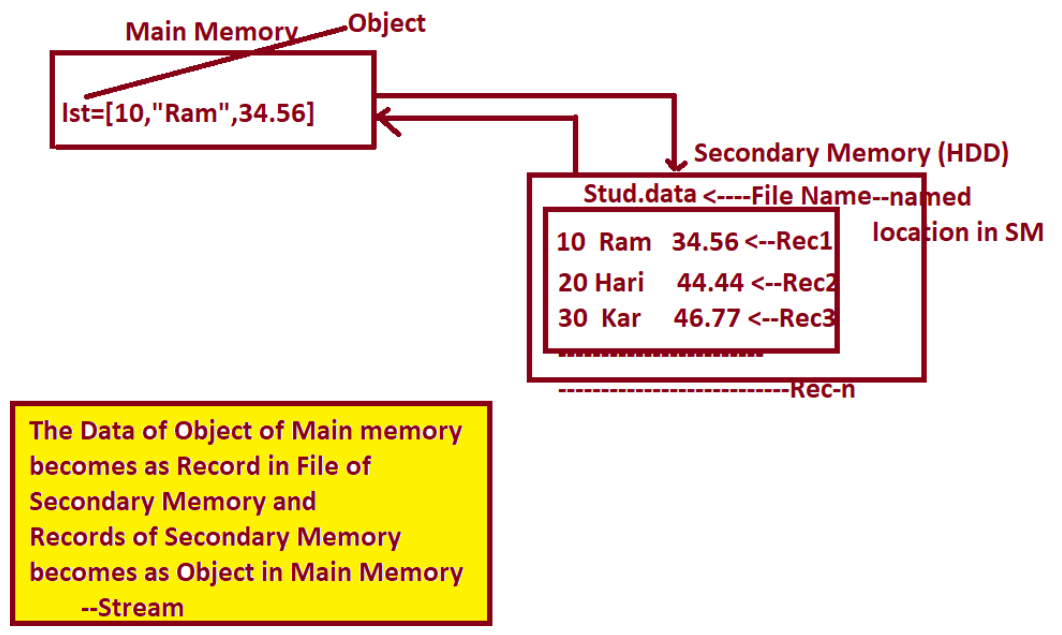 Main Memory
Object
lst=[10,"Ram",34.56]
Secondary Memory (HDD)
Stud.data <----File Name--named
location in SM
10 Ram 34.56 <--Rec1
20 Hari 44.44 <--Rec2
30 Kar 46.77 <--Rec3
------------------------
---------------------------Rec-n
The Data of Object of Main memory
becomes as Record in File of
Secondary Memory and
Records of Secondary Memory
becomes as Object in Main Memory
--Stream